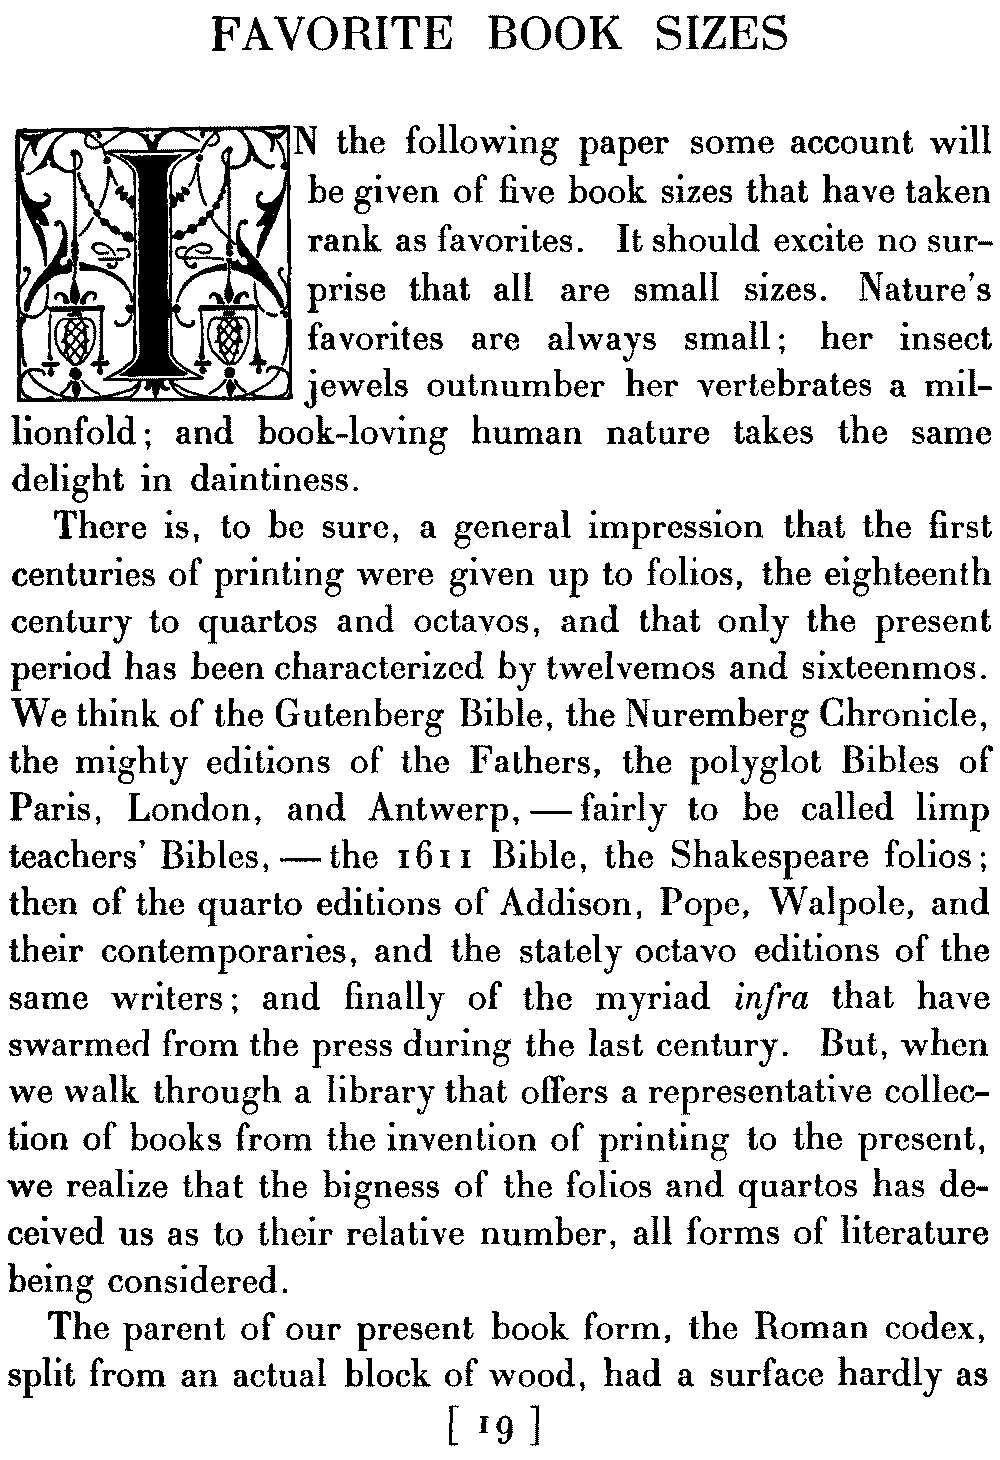 FAVORITE BOOK SIZES
IN the following paper some account will
be given of five book sizes that have taken
rank as favorites. It should excite no sur-
prise that all are small sizes. Nature's
favorites are always small; her insect
jewels outnumber her vertebrates a mil-
lionfold; and book-loving human nature takes the same
delight in daintiness.
There is, to be sure, a general impression that the first
centuries of printing were given up to folios, the eighteenth
century to quartos and octavos, and that only the present
period has been characterized by twelvemos and sixteenmos.
We think of the Gutenberg Bible, the Nuremberg Chronicle,
the mighty editions of the Fathers, the polyglot Bibles of
Paris, London, and Antwerp, — fairly to be called limp
teachers' Bibles, — the 1611 Bible, the Shakespeare folios;
then of the quarto editions of Addison, Pope, Walpole, and
their contemporaries, and the stately octavo editions of the
same writers; and finally of the myriad infra that have
swarmed from the press during the last century. But, when
we walk through a library that offers a representative collec-
tion of books from the invention of printing to the present,
we realize that the bigness of the folios and quartos has de-
ceived us as to their relative number, all forms of literature
being considered.
The parent of our present book form, the Roman codex,
split from an actual block of wood, had a surface hardly as
[ 19 ]